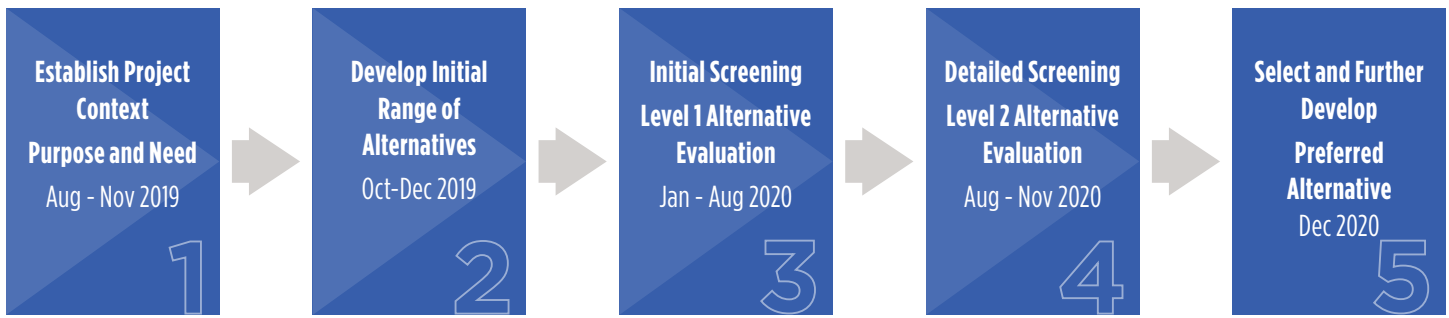 Establish Project
Context
Purpose and Need
Aug - Nov 2019
1
Develop Initial
Range of
Alternatives
Oct-Dec 2019
2
Initial Screening
Level 1 Alternative
Evaluation
Jan - Aug 2020
3
Detailed Screening
Level 2 Alternative
Evaluation
Aug - Nov 2020
4
Select and Further
Develop
Preferred
Alternative
Dec 2020
5